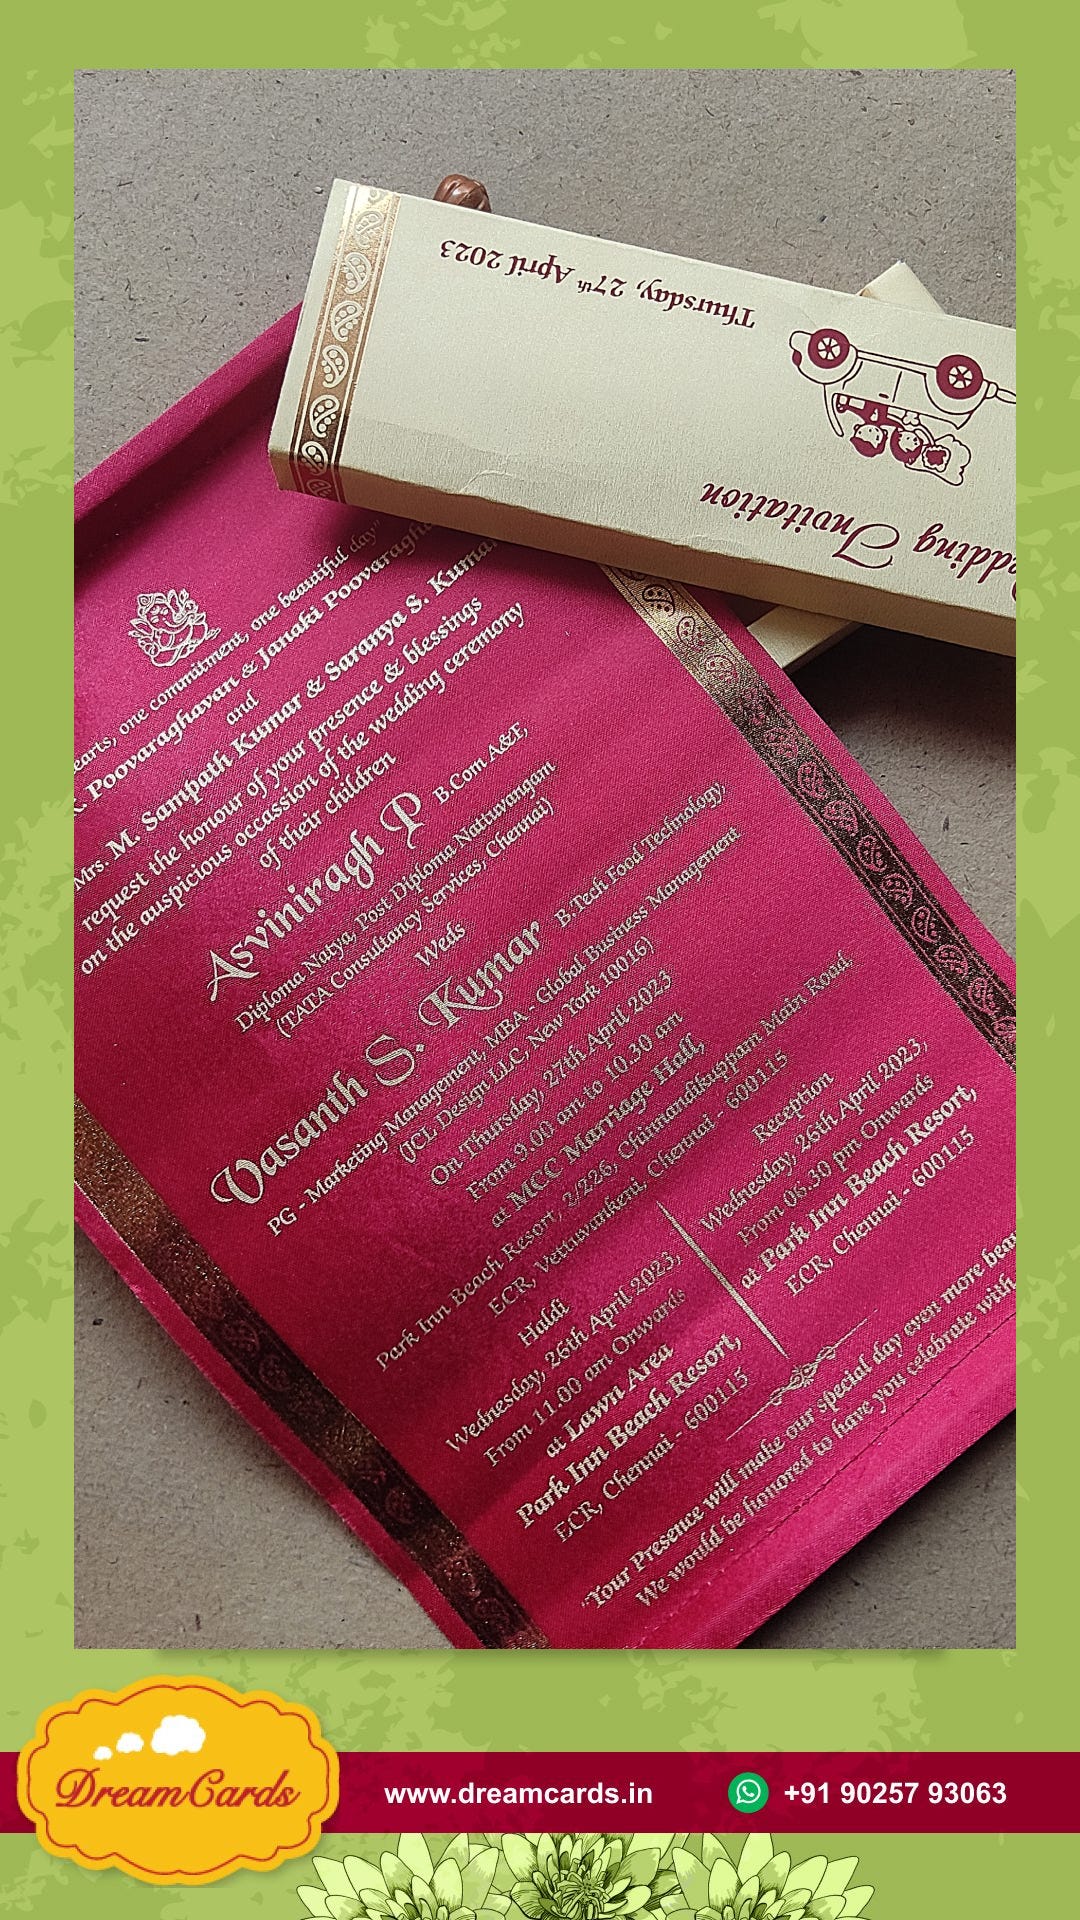 Thursday, 27th April 2023
Invitation
one commitment, one beautiful day"
Poovaraghavan & Janaki
and
Mrs. M. Sampath Kumar & Saranya S. Kumar
request the honour of your presence & blessings
on the auspicious occassion of the wedding ceremony
of their children
Asviniragh P B.Com A&F,
Diploma Natya, Post Diploma Nattuvangam
(TATA Consultancy Services, Chennai)
Weds
Vasanth S. Kumar B.Tech Food Technology,
PG - Marketing Management, MBA - Global Business Management
(JCL Design LLC, New York 10016)
On Thursday, 27th April 2023
From 9.00 am to 10.30 am
at MCC Marriage Hall,
Park Inn Beach Resort, 2/226, Chinnandikuppam Main Road,
ECR, Vettuvankeni, Chennai - 600115
Haldi
Wednesday, 26th April 2023,
From 11.00 am Onwards
at Lawn Area
Park Inn Beach Resort,
ECR, Chennai - 600115
Reception
Wednesday, 26th April 2023,
From 06.30 pm Onwards
at Park Inn Beach Resort,
ECR, Chennai - 600115
"Your Presence will make our special day even more
We would be honored to have you celebrate with
DreamCards
www.dreamcards.in
+91 90257 93063